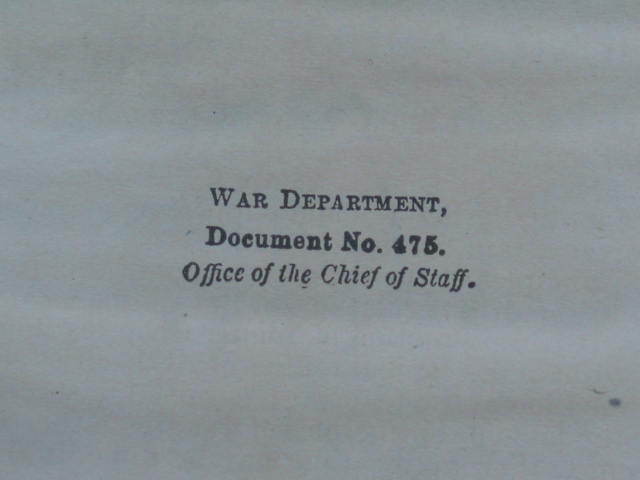 War Department,
Document No. 475.
Office of the Chief of Staff.